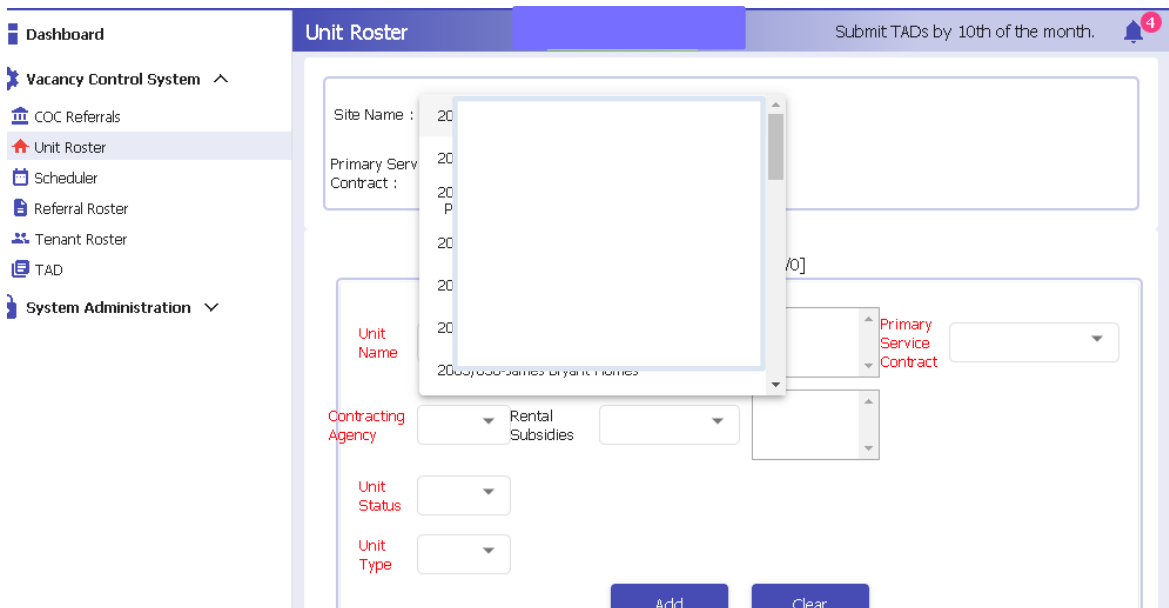 Dashboard
Unit Roster
Submit TADs by 10th of the month.
4
Vacancy Control System
COC Referrals
Unit Roster
Scheduler
Referral Roster
Tenant Roster
TAD
System Administration
Site Name :
20
20
Primary Serv
Contract :
20
P
20
/0]
20
20
Unit
Name
Primary
Service
Contract
Contracting
Agency
Rental
Subsidies
Unit
Status
Unit
Type
Add
Clear